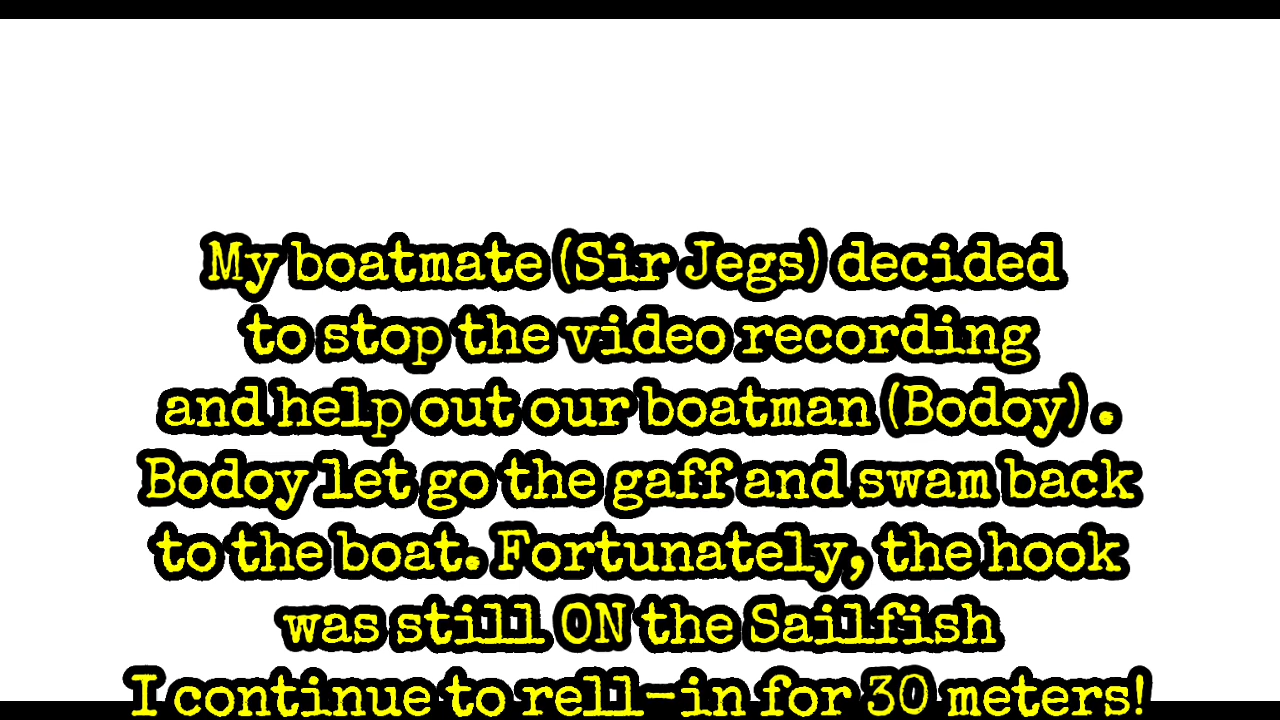 My boatmate (Sir Jegs) decided
to stop the video recording
and help out our boatman (Bodoy).
Bodoy let go the gaff and swam back
to the boat. Fortunately, the hook
was still ON the Sailfish
I continue to rell-in for 30 meters!